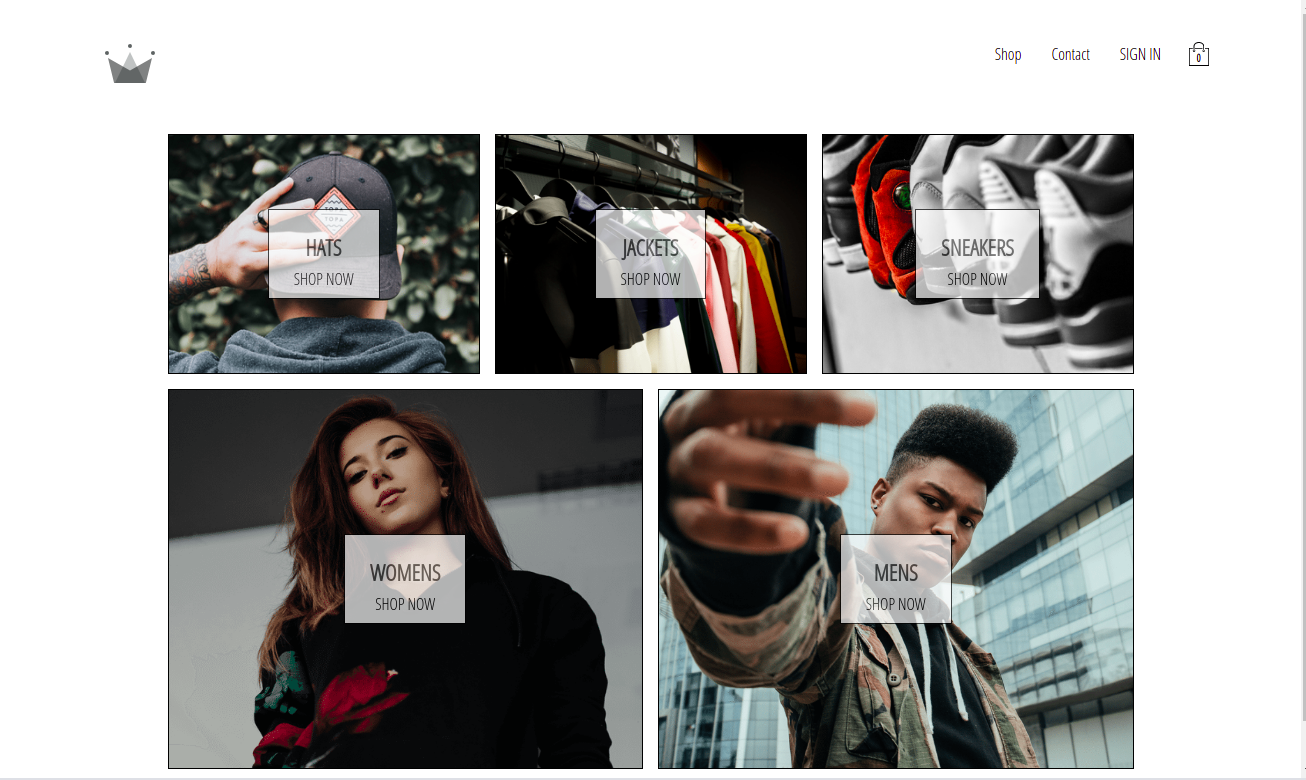 Shop
Contact
SIGN IN
0
HATS
SHOP NOW
JACKETS
SHOP NOW
SNEAKERS
SHOP NOW
WOMENS
SHOP NOW
MENS
SHOP NOW